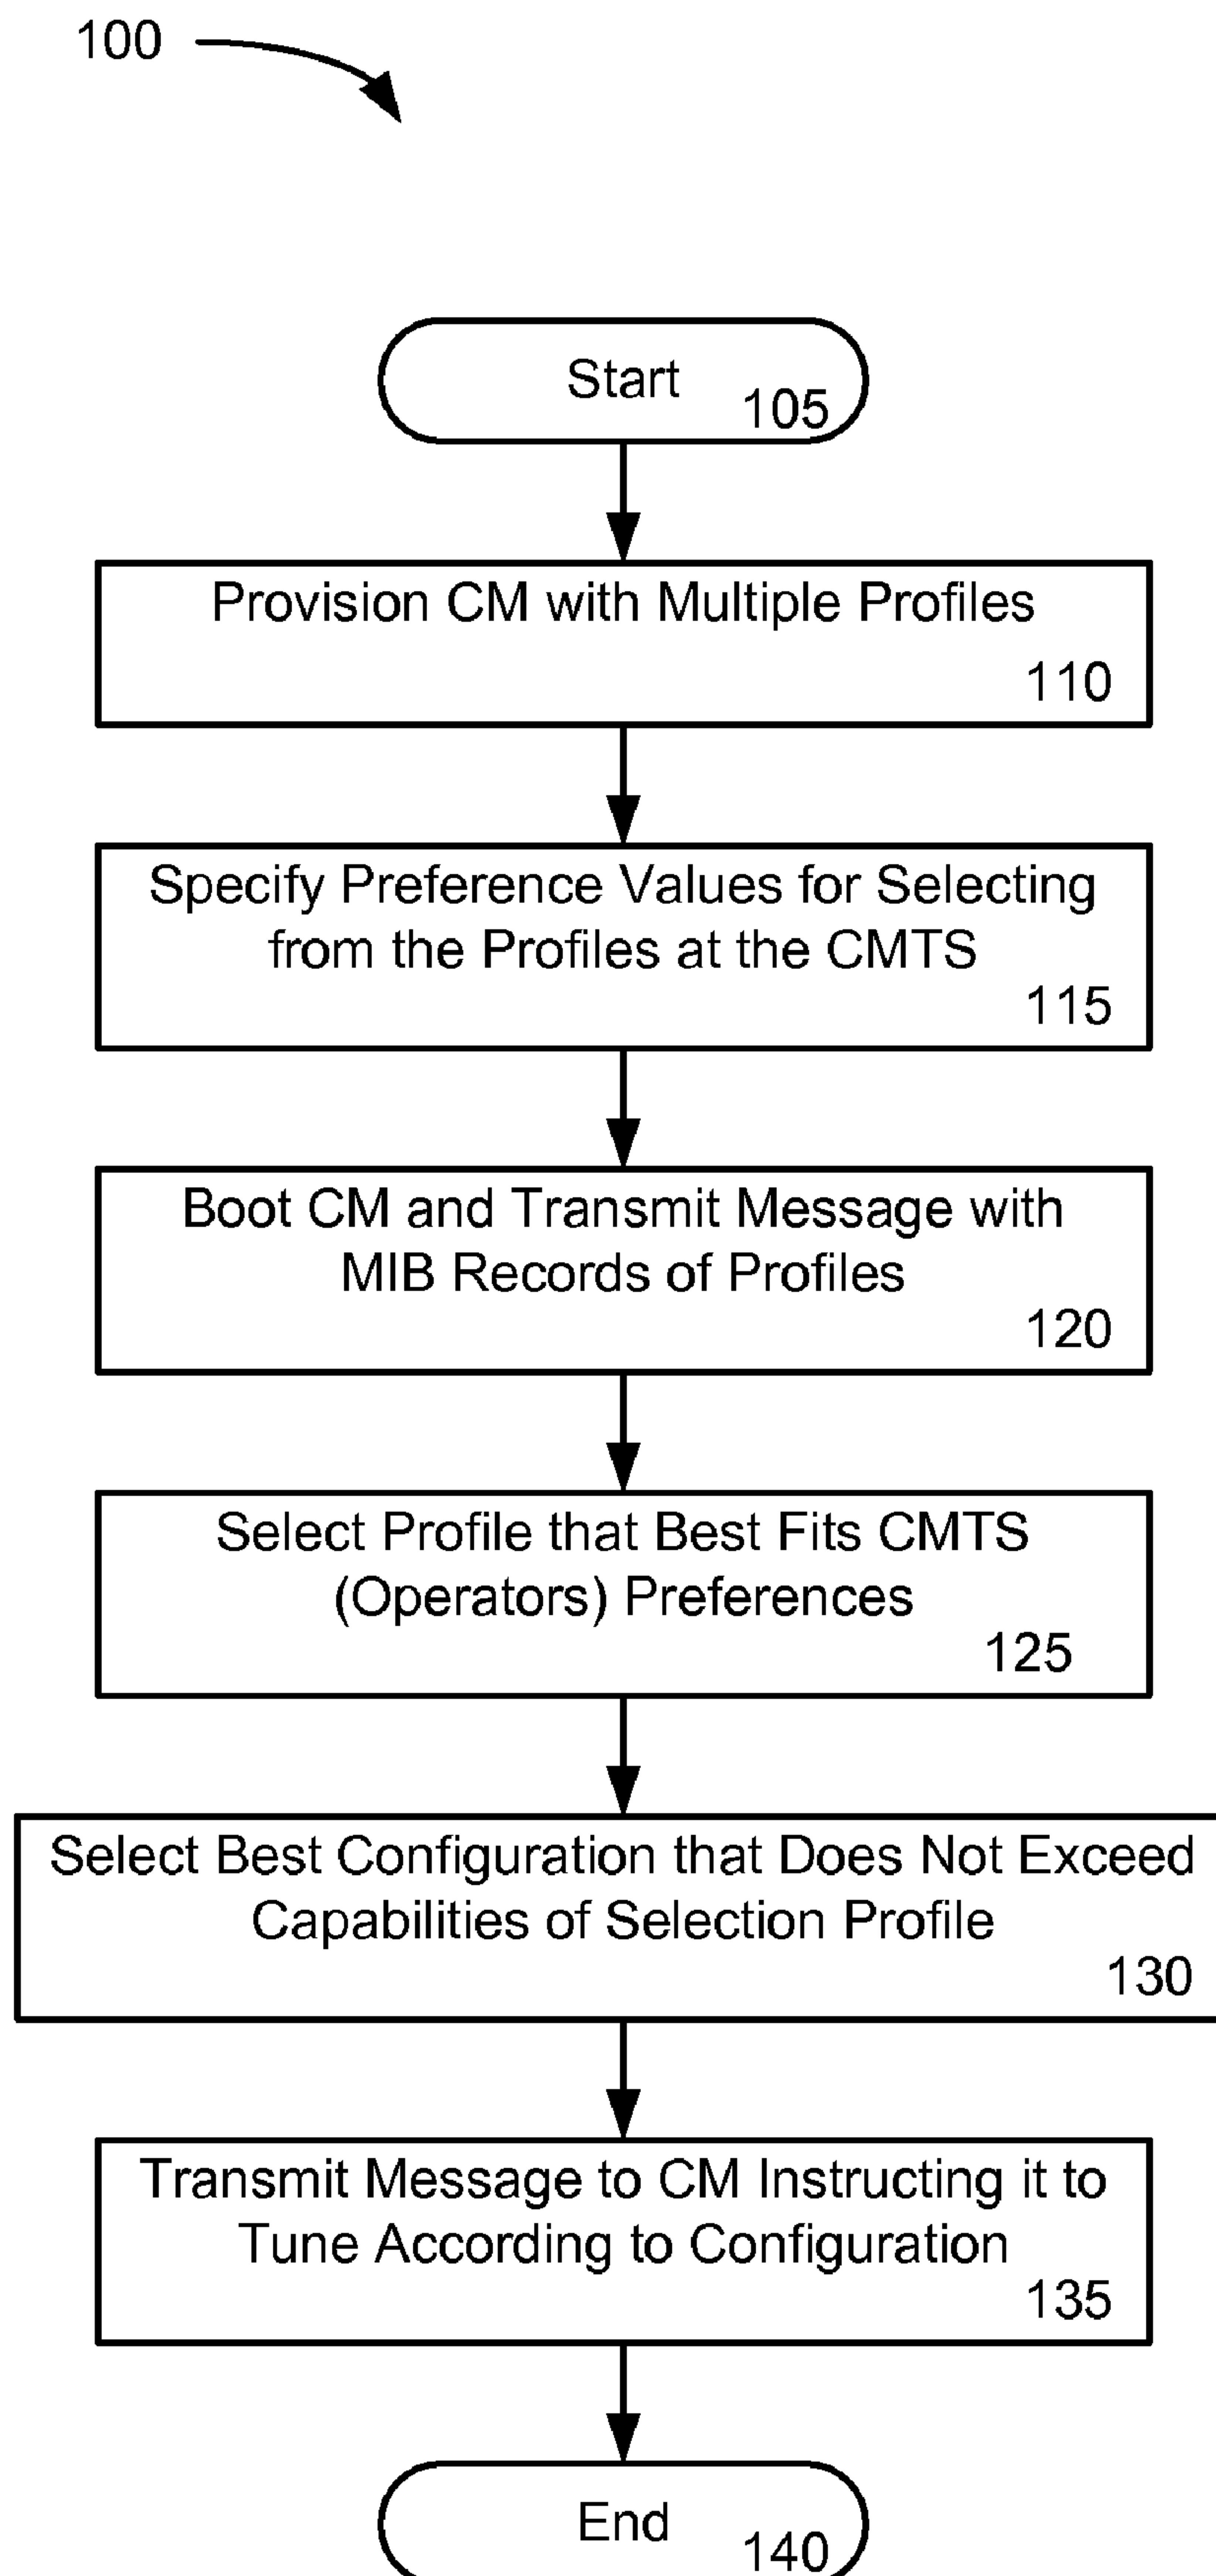 100
Start
105
Provision CM with Multiple Profiles
110
Specify Preference Values for Selecting
from the Profiles at the CMTS
115
Boot CM and Transmit Message with
MIB Records of Profiles
120
Select Profile that Best Fits CMTS
(Operators) Preferences
125
Select Best Configuration that Does Not Exceed
Capabilities of Selection Profile
130
Transmit Message to CM Instructing it to
Tune According to Configuration
135
End
140